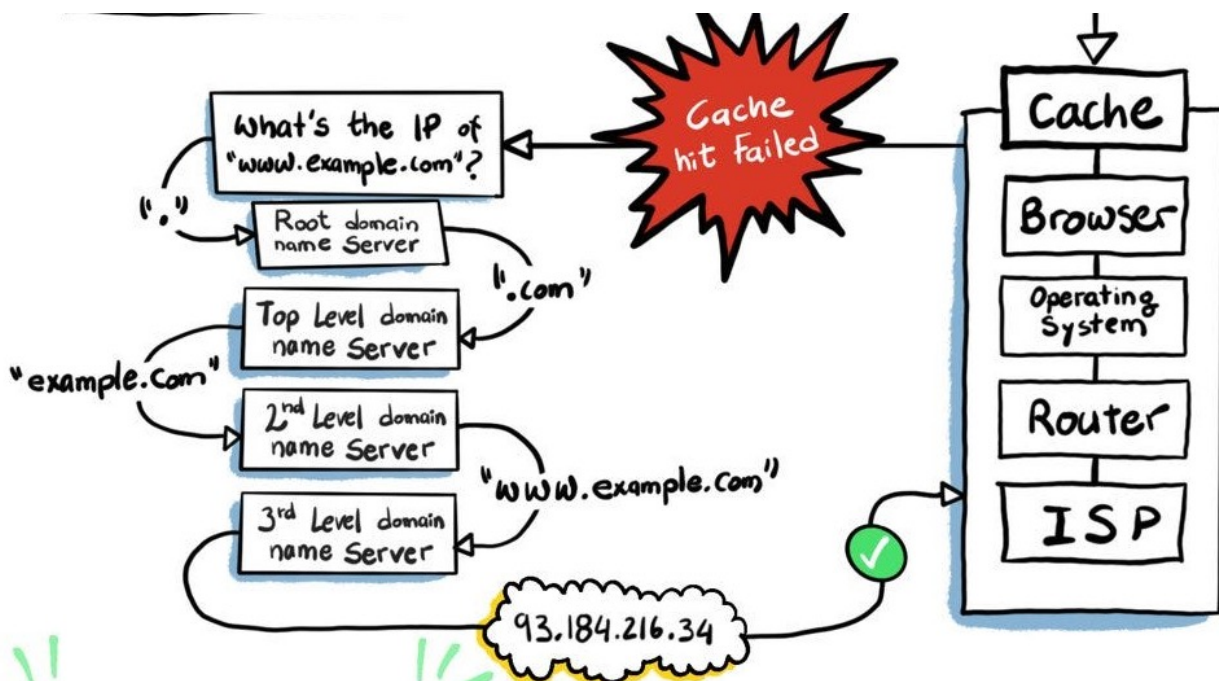 Cache
hit Failed
What's the IP of
"www.example.com"?
"."
Root domain
name Server
".com"
Top Level domain
name Server
"example.com"
2nd Level domain
name Server
"www.example.com"
3rd Level domain
name Server
93.184.216.34
Cache
Browser
Operating
System
Router
ISP